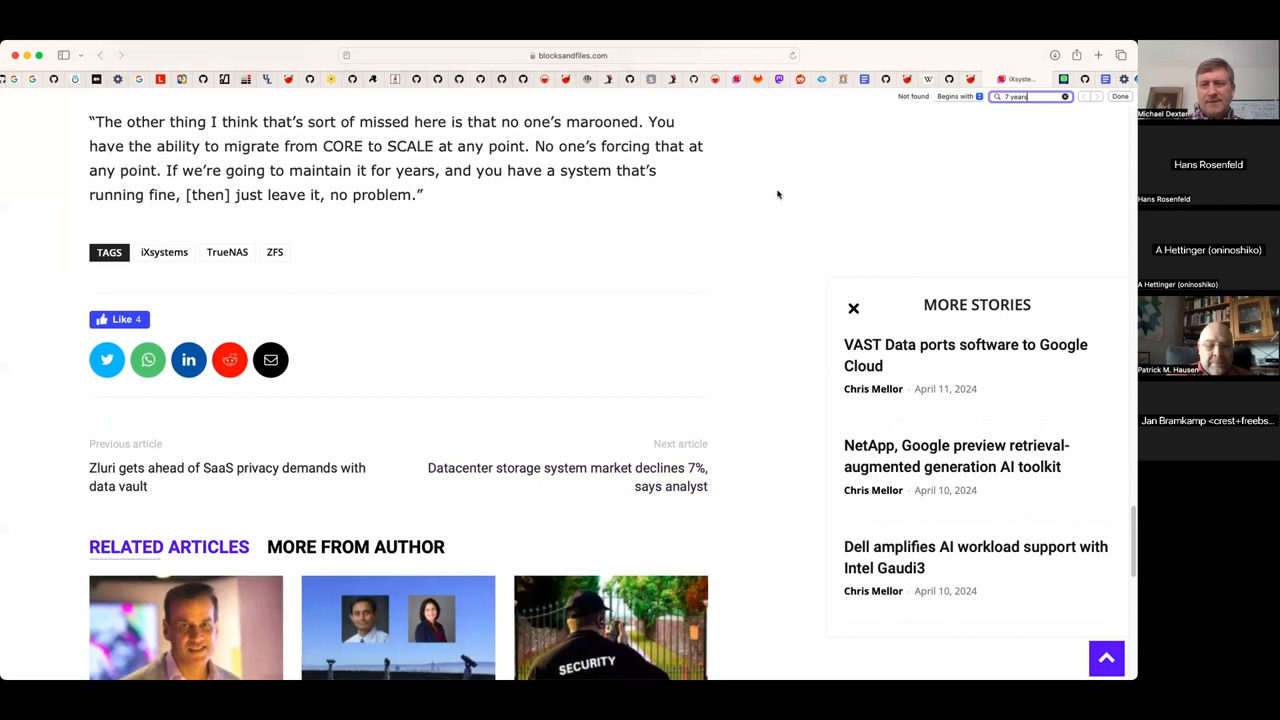 blocksandfiles.com
iXsyste...
Not found
Begins with
7 years
Done
“The other thing I think that’s sort of missed here is that no one’s marooned. You
have the ability to migrate from CORE to SCALE at any point. No one’s forcing that at
any point. If we’re going to maintain it for years, and you have a system that’s
running fine, [then] just leave it, no problem.”
TAGS
iXsystems
TrueNAS
ZFS
Like 4
Previous article
Next article
Zluri gets ahead of SaaS privacy demands with
data vault
Datacenter storage system market declines 7%,
says analyst
RELATED ARTICLES
MORE FROM AUTHOR
SECURITY
MORE STORIES
VAST Data ports software to Google
Cloud
Chris Mellor - April 11, 2024
NetApp, Google preview retrieval-
augmented generation AI toolkit
Chris Mellor - April 10, 2024
Dell amplifies AI workload support with
Intel Gaudi3
Chris Mellor - April 10, 2024
Michael Dexter
Hans Rosenfeld
Hans Rosenfeld
A Hettinger (oninoshiko)
A Hettinger (oninoshiko)
Patrick M. Hausen
Jan Bramkamp <crest+freebs...